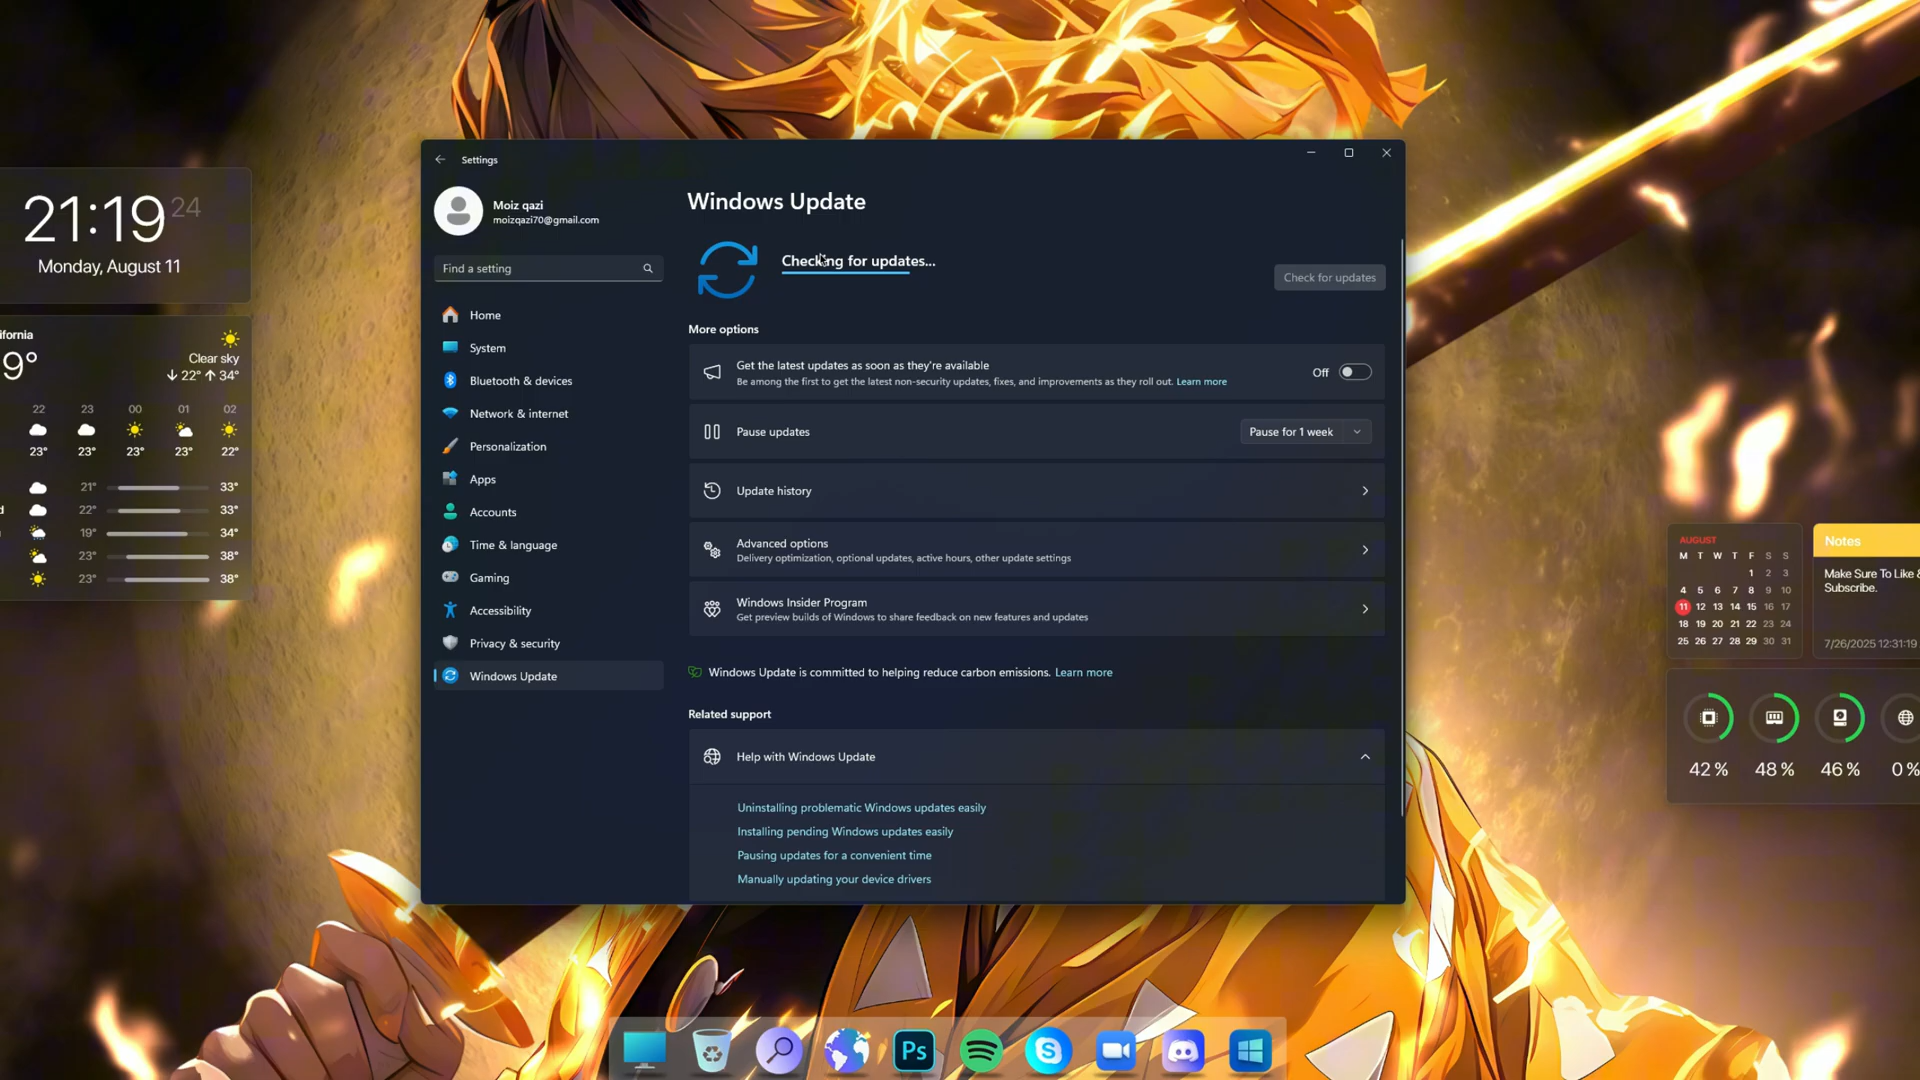 21:19 24
Monday, August 11
ifornia
9°
Clear sky
↓ 22° ↑ 34°
22 23 00 01 02
23° 23° 23° 23° 22°
21° 33°
22° 33°
19° 34°
23° 38°
23° 38°
Settings
Moiz qazi
moizqazi70@gmail.com
Find a setting
Home
System
Bluetooth & devices
Network & internet
Personalization
Apps
Accounts
Time & language
Gaming
Accessibility
Privacy & security
Windows Update
Windows Update
Checking for updates...
Check for updates
More options
Get the latest updates as soon as they're available
Be among the first to get the latest non-security updates, fixes, and improvements as they roll out. Learn more
Off
Pause updates
Pause for 1 week
Update history
Advanced options
Delivery optimization, optional updates, active hours, other update settings
Windows Insider Program
Get preview builds of Windows to share feedback on new features and updates
Windows Update is committed to helping reduce carbon emissions. Learn more
Related support
Help with Windows Update
Uninstalling problematic Windows updates easily
Installing pending Windows updates easily
Pausing updates for a convenient time
Manually updating your device drivers
AUGUST
M T W T F S S
1 2 3
4 5 6 7 8 9 10
11 12 13 14 15 16 17
18 19 20 21 22 23 24
25 26 27 28 29 30 31
Notes
Make Sure To Like &
Subscribe.
7/26/2025 12:31:19
42 % 48 % 46 % 0 %
Ps